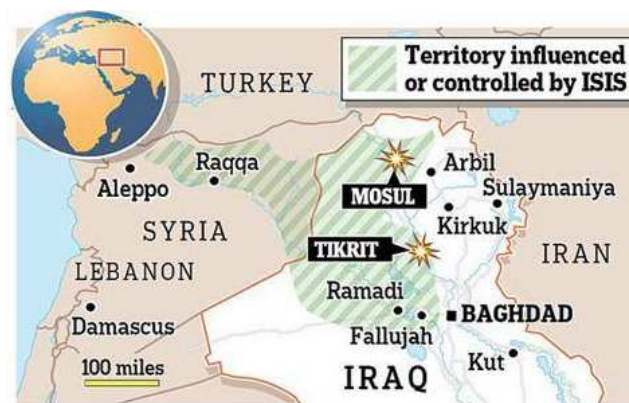 Territory influenced
or controlled by ISIS
TURKEY
Raqqa
Aleppo
Arbil
MOSUL
Sulaymaniya
Kirkuk
SYRIA
TIKRIT
IRAN
LEBANON
Ramadi
BAGHDAD
Damascus
Fallujah
100 miles
IRAQ
Kut